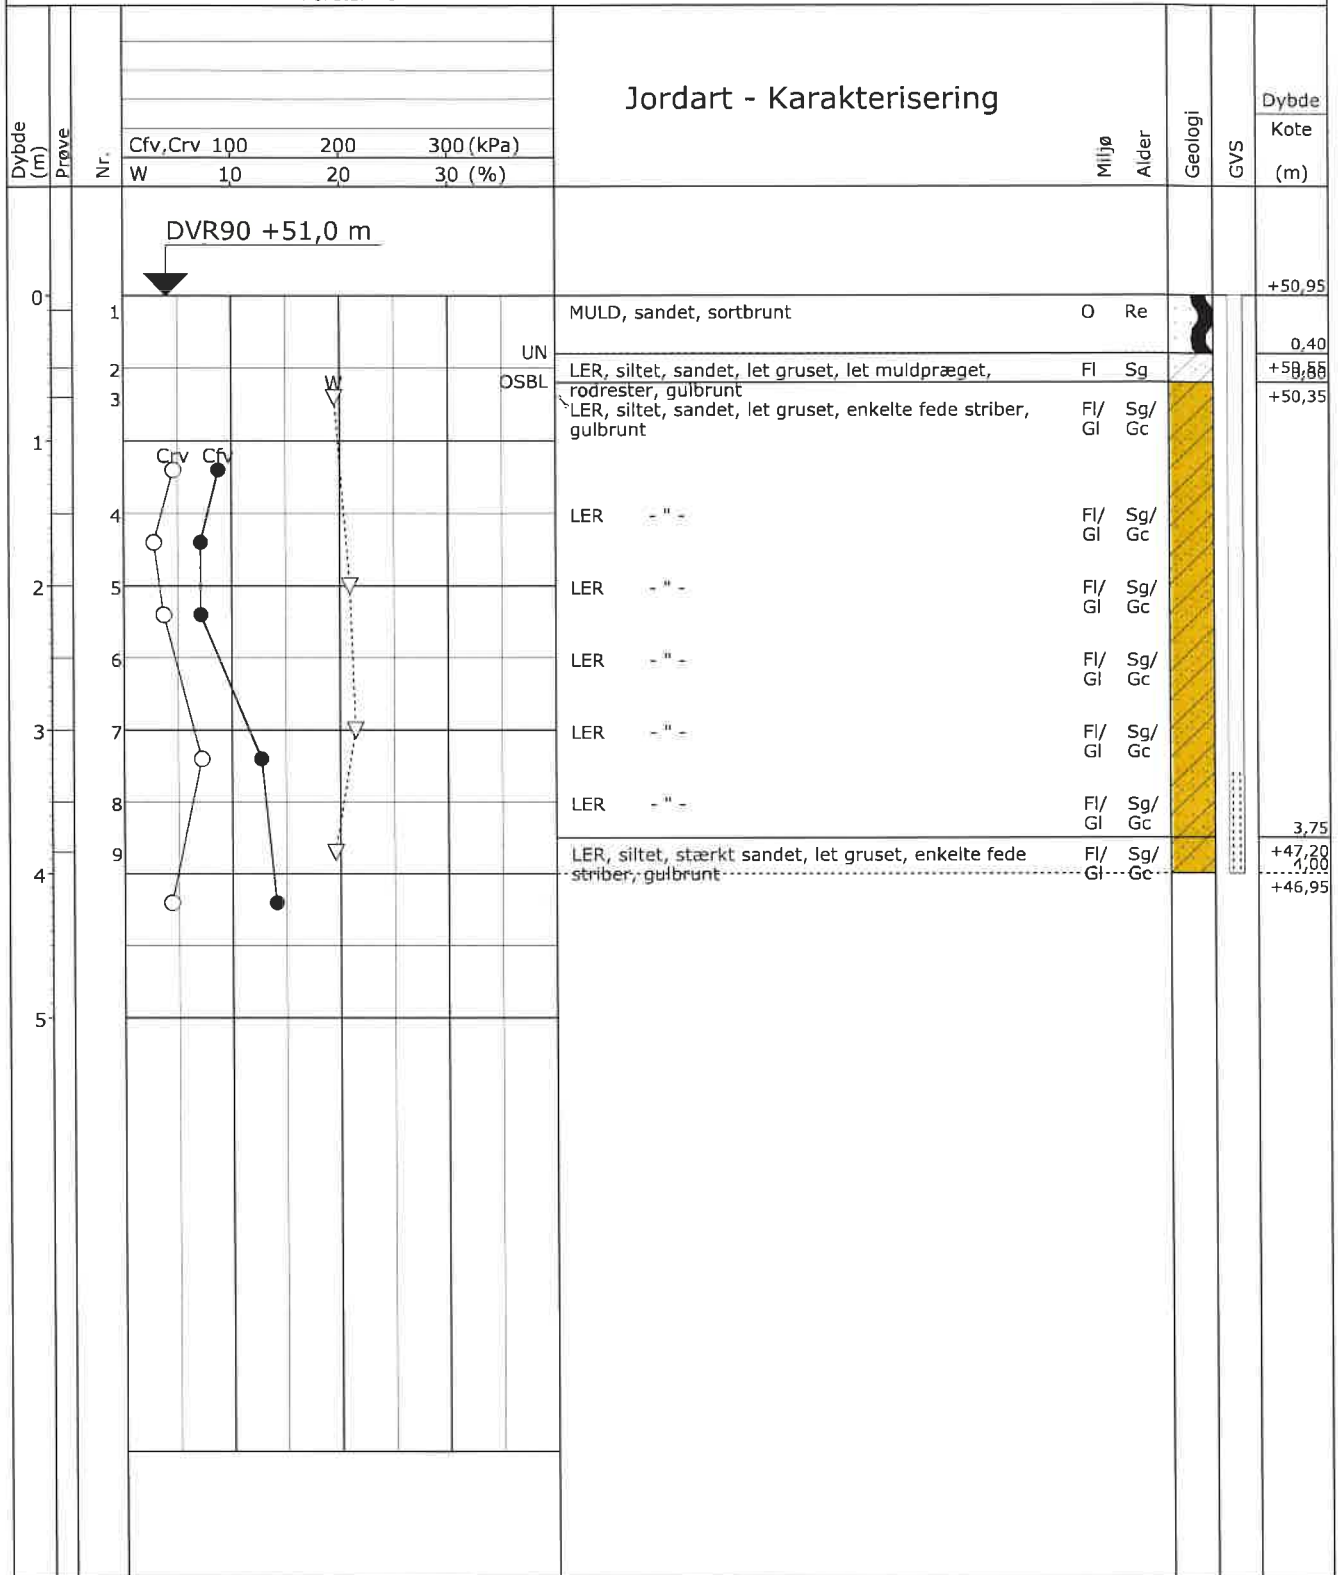 Jordart - Karakterisering
Dybde (m)
Prøve
Nr.
Cfv,Crv 100 200 300 (kPa)
W 10 20 30 (%)
Miljø
Alder
Geologi
GVS
Dybde
Kote
(m)
DVR90 +51,0 m
0 +50,95
1 MULD, sandet, sortbrunt O Re
UN 0,40
2 LER, siltet, sandet, let gruset, let muldpræget, Fl Sg +50,55
W OSBL rodrester, gulbrunt 0,60
+50,35
3 LER, siltet, sandet, let gruset, enkelte fede striber, Fl/ Sg/
gulbrunt Gl Gc
1
Crv Cfv
4 LER - " - Fl/ Sg/
Gl Gc
2 5 LER - " - Fl/ Sg/
Gl Gc
6 LER - " - Fl/ Sg/
Gl Gc
3 7 LER - " - Fl/ Sg/
Gl Gc
8 LER - " - Fl/ Sg/
Gl Gc 3,75
9 LER, siltet, stærkt sandet, let gruset, enkelte fede Fl/ Sg/ +47,20
4 striber, gulbrunt Gl Gc 4,00
+46,95
5